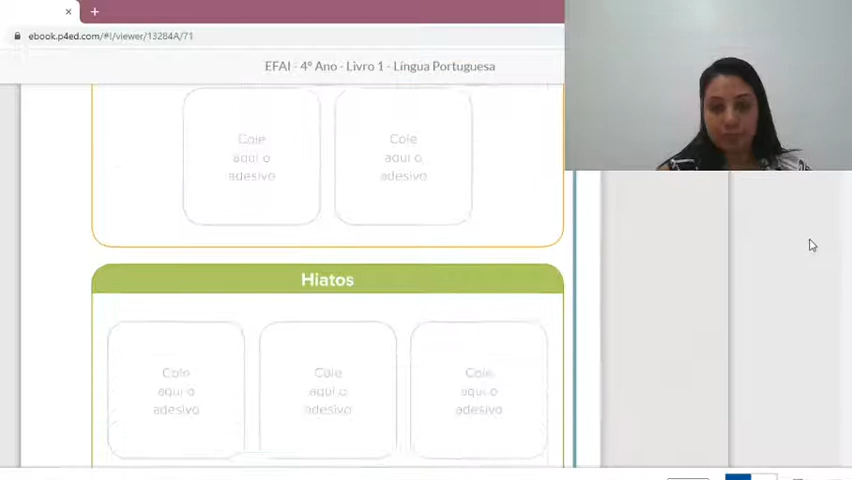 ebook.p4ed.com/#!/viewer/13284A/71
EFAI - 4º Ano - Livro 1 - Língua Portuguesa
Cole
aqui o
adesivo
Cole
aqui o
adesivo
Hiatos
Cole
aqui o
adesivo
Cole
aqui o
adesivo
Cole
aqui o
adesivo